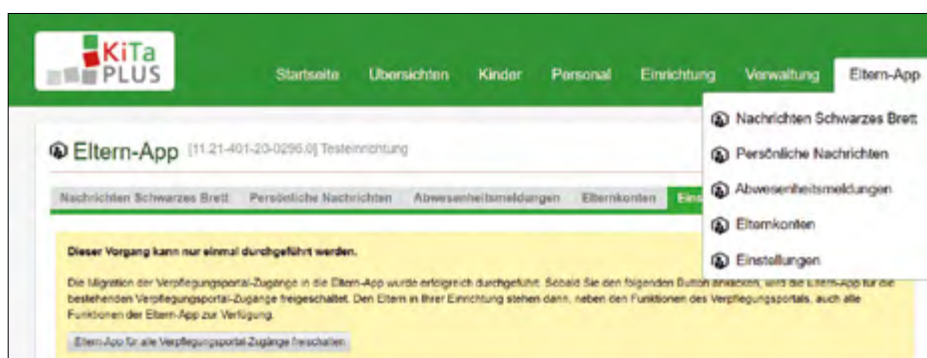 KiTa
PLUS
Startseite Übersichten Kinder Personal Einrichtung Verwaltung Eltern-App
Nachrichten Schwarzes Brett
Persönliche Nachrichten
Abwesenheitsmeldungen
Elternkonten
Einstellungen
Eltern-App [11.21-401-20-0296.0] Testeinrichtung
Nachrichten Schwarzes Brett Persönliche Nachrichten Abwesenheitsmeldungen Elternkonten Eins
Dieser Vorgang kann nur einmal durchgeführt werden.
Die Migration der Verpflegungsportal-Zugänge in die Eltern-App wurde erfolgreich durchgeführt. Sobald Sie den folgenden Button anklicken, wird die Eltern-App für die
bestehenden Verpflegungsportal-Zugänge freigeschaltet. Den Eltern in Ihrer Einrichtung stehen dann, neben den Funktionen des Verpflegungsportals, auch alle
Funktionen der Eltern-App zur Verfügung.
Eltern-App für alle Verpflegungsportal-Zugänge freischalten